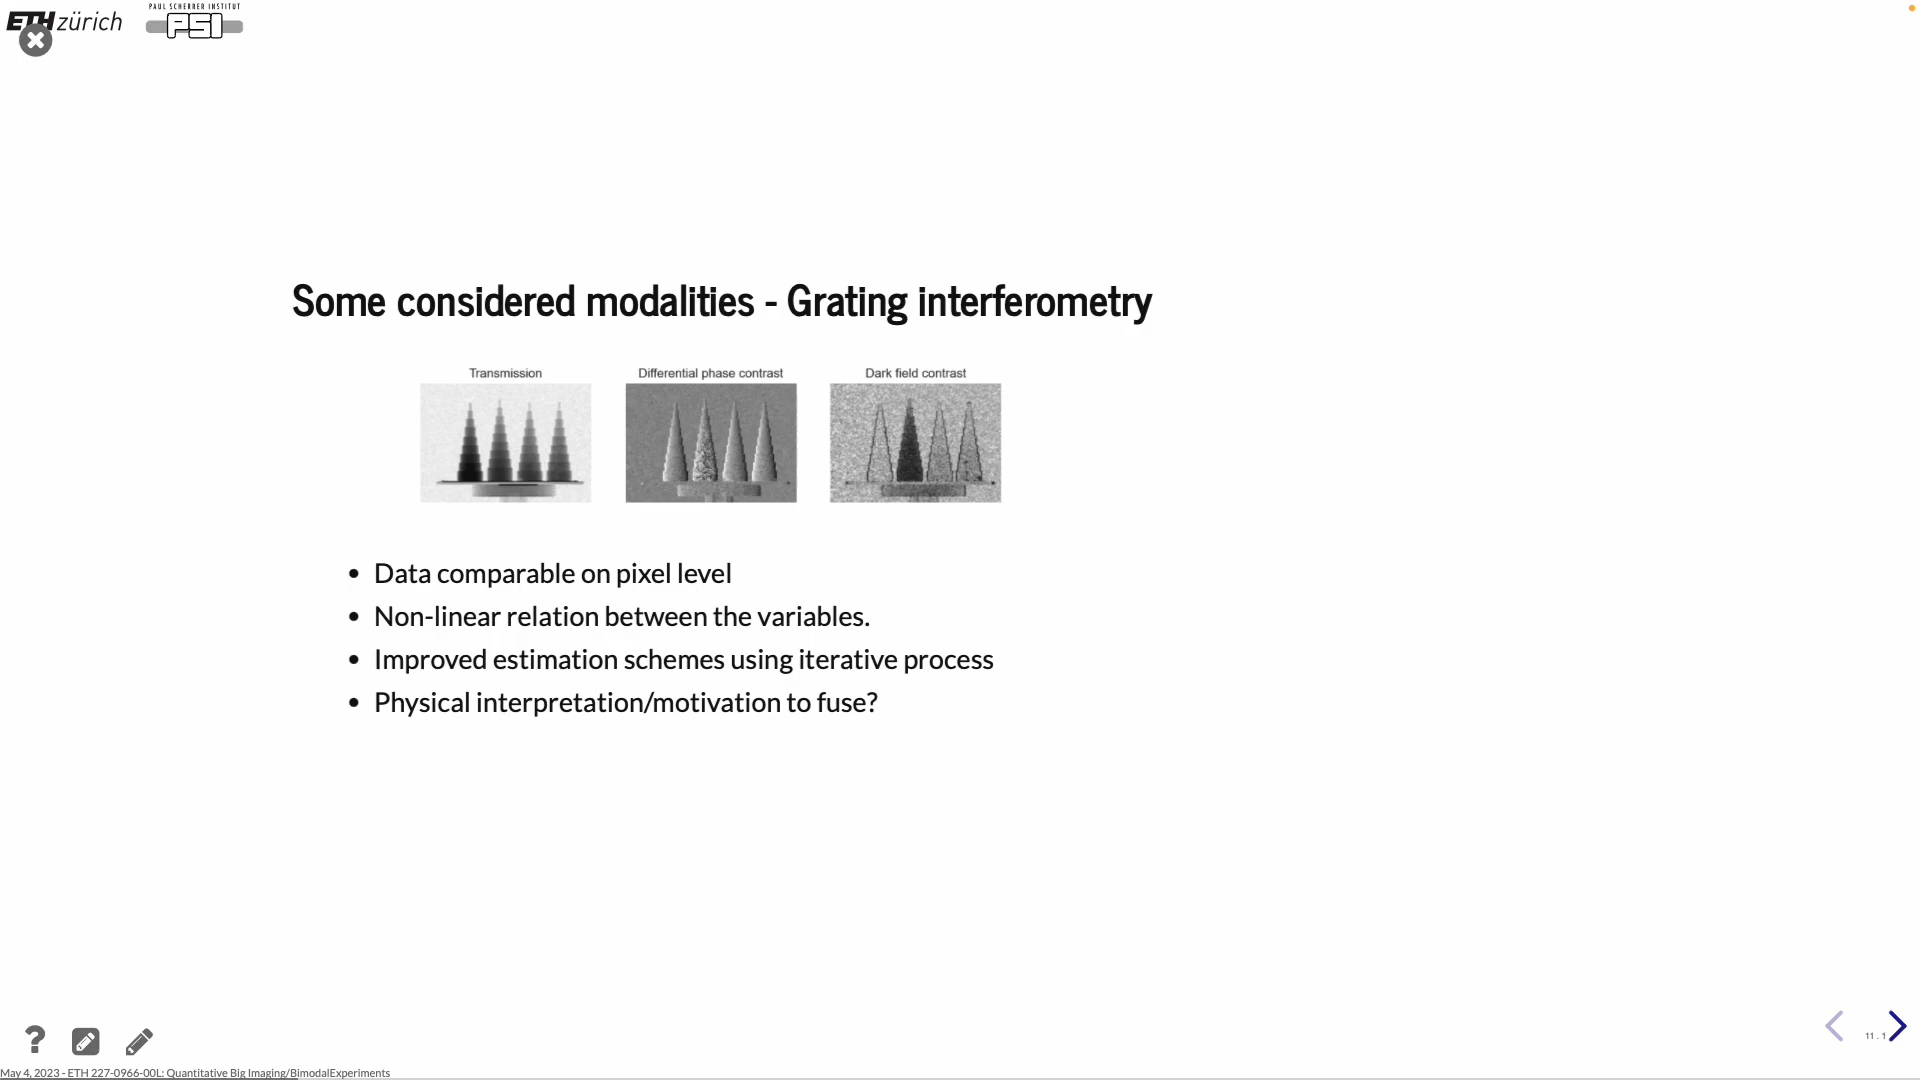 ETH zürich
PAUL SCHERRER INSTITUT
PSI
Some considered modalities - Grating interferometry
Transmission
Differential phase contrast
Dark field contrast
• Data comparable on pixel level
• Non-linear relation between the variables.
• Improved estimation schemes using iterative process
• Physical interpretation/motivation to fuse?
11 . 1
May 4, 2023 - ETH 227-0966-00L: Quantitative Big Imaging/BimodalExperiments